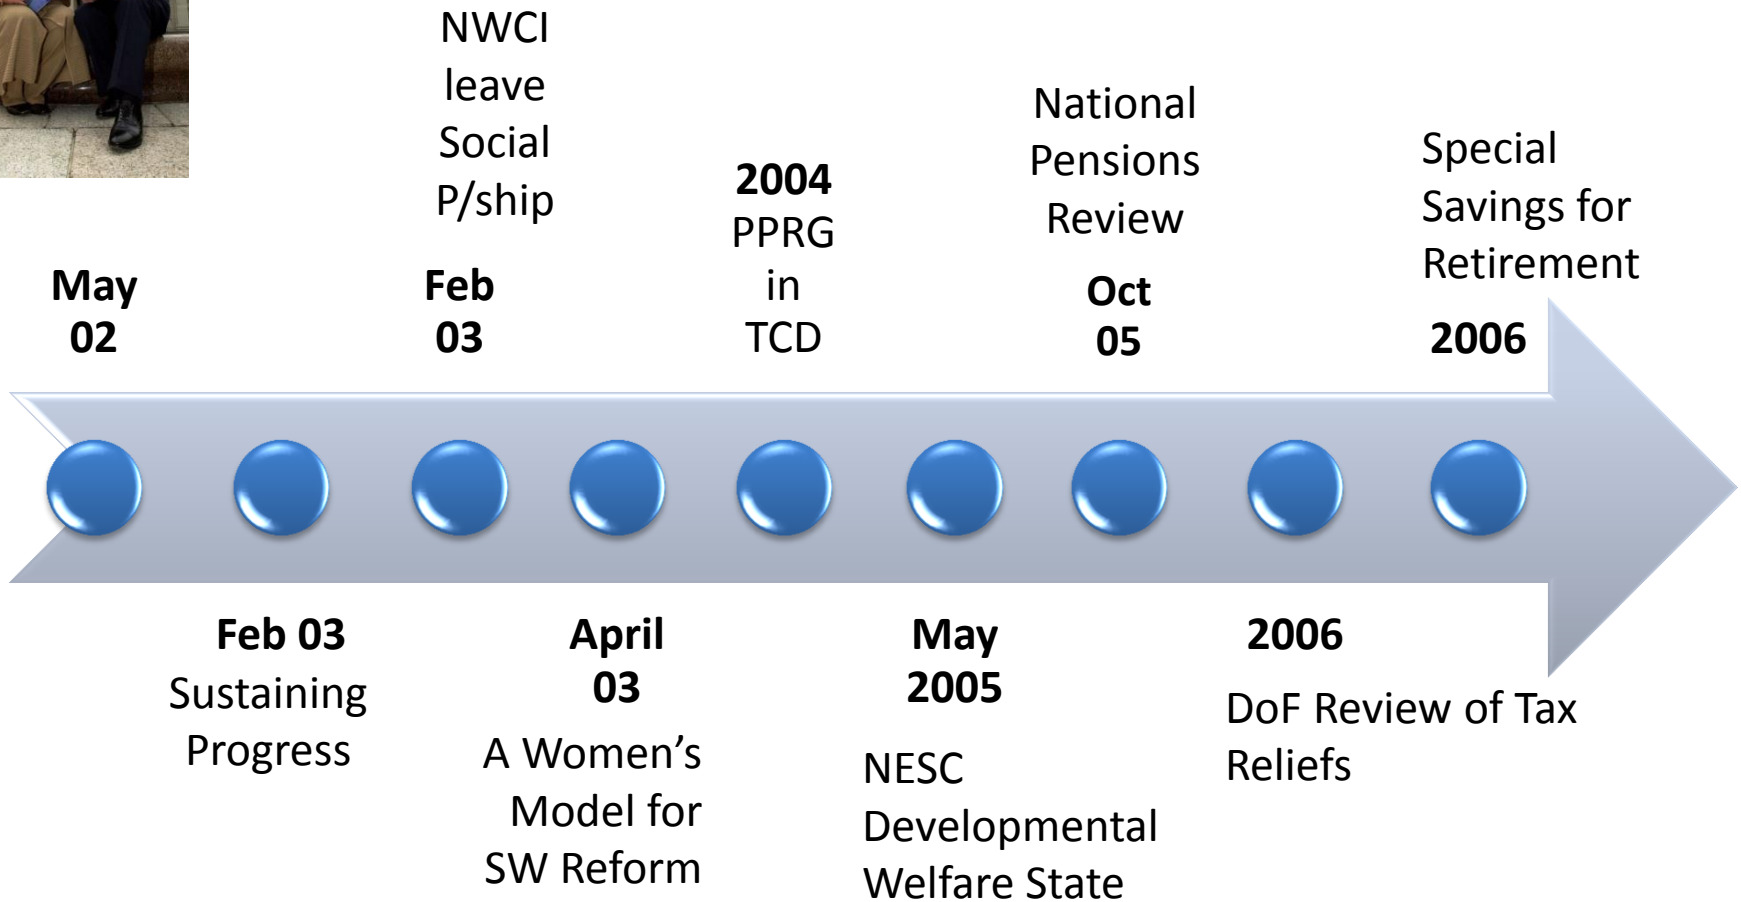 May
02
Feb 03
Sustaining
Progress
NWCI
leave
Social
P/ship
Feb
03
April
03
A Women’s
Model for
SW Reform
2004
PPRG
in
TCD
May
2005
NESC
Developmental
Welfare State
National
Pensions
Review
Oct
05
2006
DoF Review of Tax
Reliefs
Special
Savings for
Retirement
2006